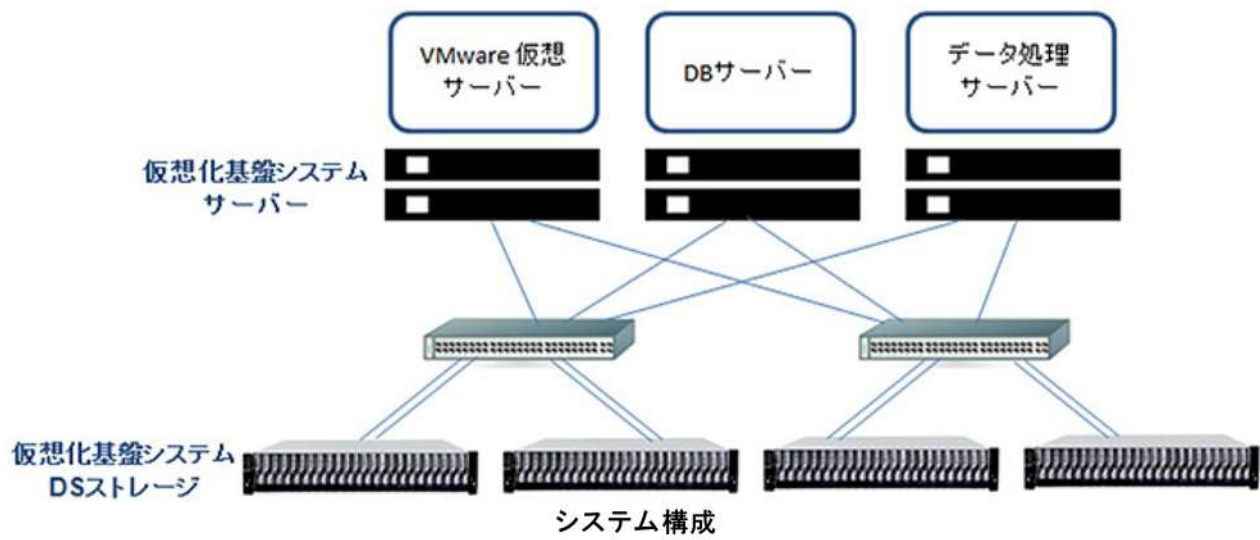 VMware 仮想
サーバー
DBサーバー
データ処理
サーバー
仮想化基盤システム
サーバー
仮想化基盤システム
DSストレージ
システム構成